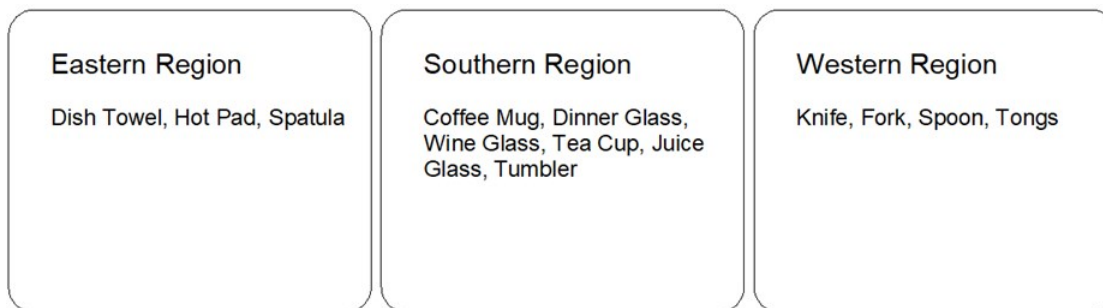 Eastern Region
Dish Towel, Hot Pad, Spatula
Southern Region
Coffee Mug, Dinner Glass,
Wine Glass, Tea Cup, Juice
Glass, Tumbler
Western Region
Knife, Fork, Spoon, Tongs